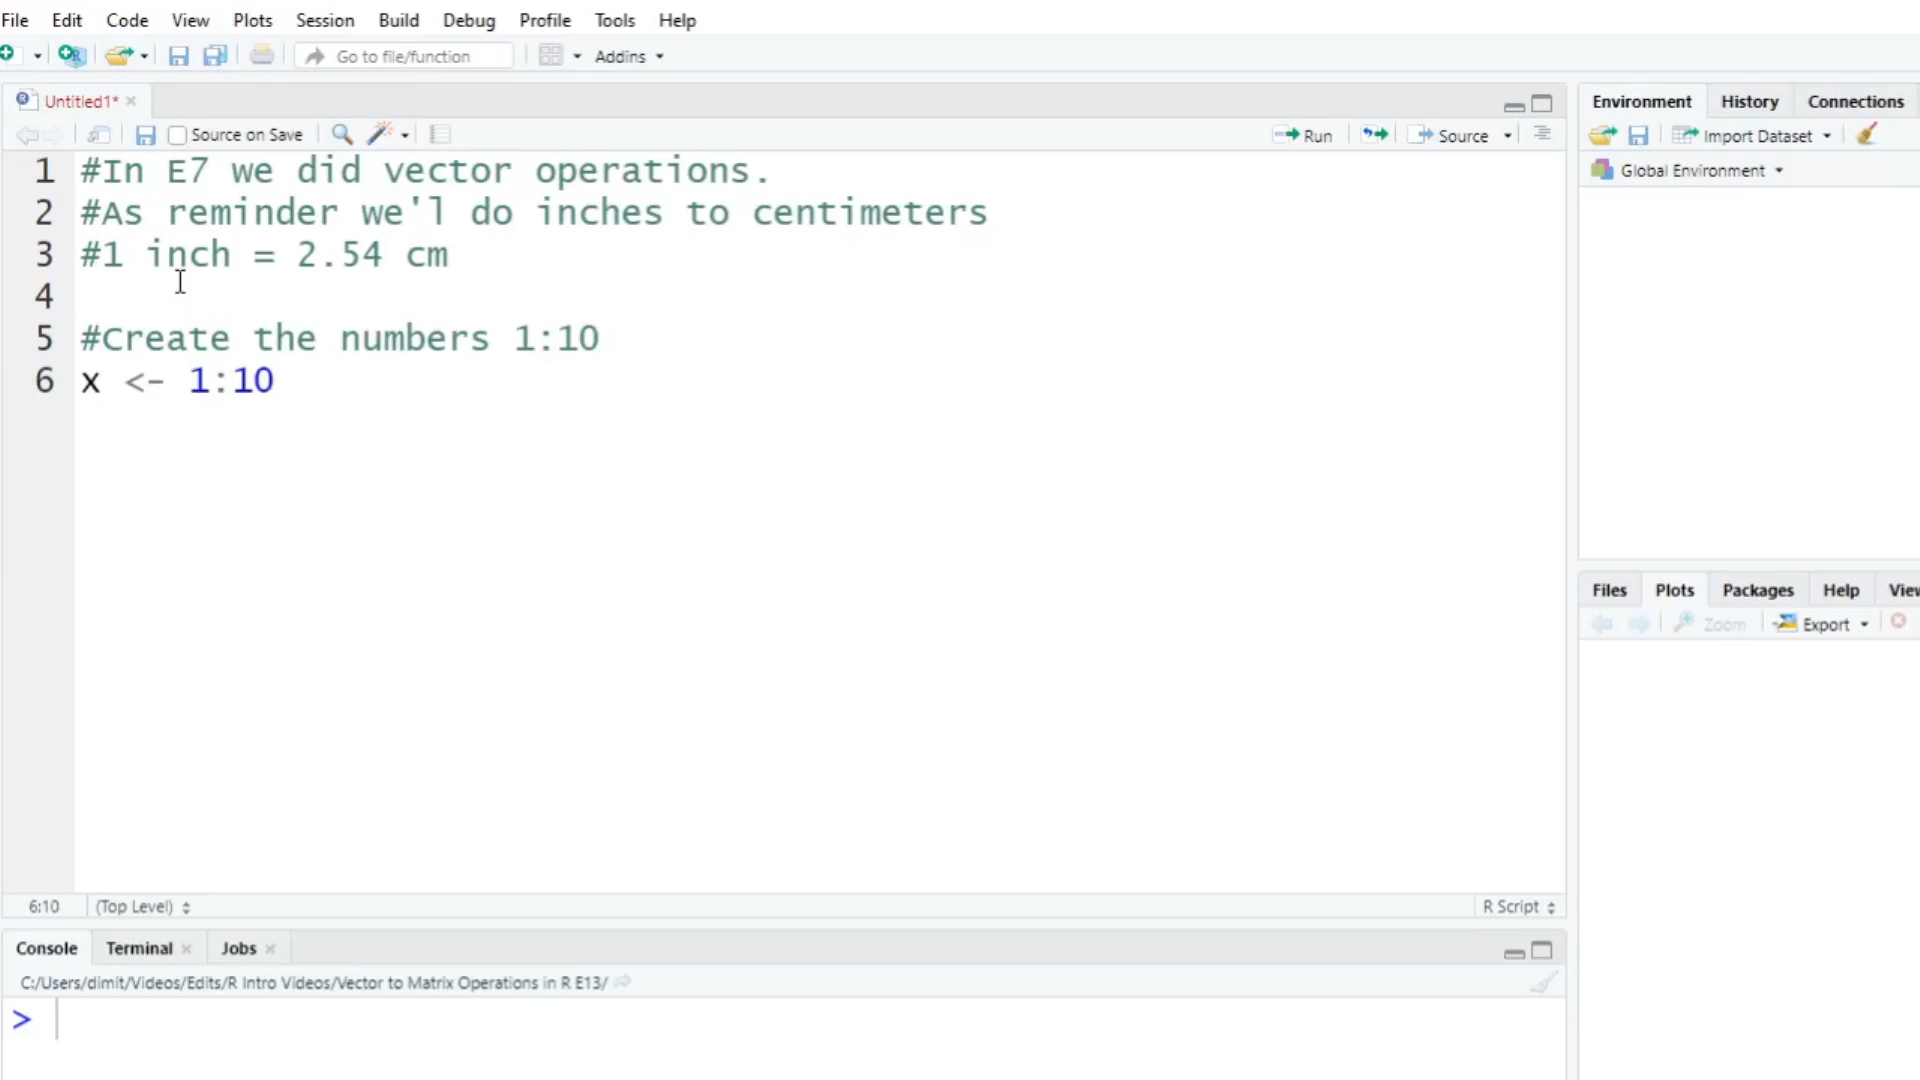 File Edit Code View Plots Session Build Debug Profile Tools Help
Go to file/function Addins
Untitled1*
Source on Save Run Source
1 #In E7 we did vector operations.
2 #As reminder we'l do inches to centimeters
3 #1 inch = 2.54 cm
4
5 #Create the numbers 1:10
6 x <- 1:10
6:10 (Top Level) R Script
Console Terminal Jobs
C:/Users/dimit/Videos/Edits/R Intro Videos/Vector to Matrix Operations in R E13/
>
Environment History Connections
Import Dataset
Global Environment
Files Plots Packages Help View
Zoom Export